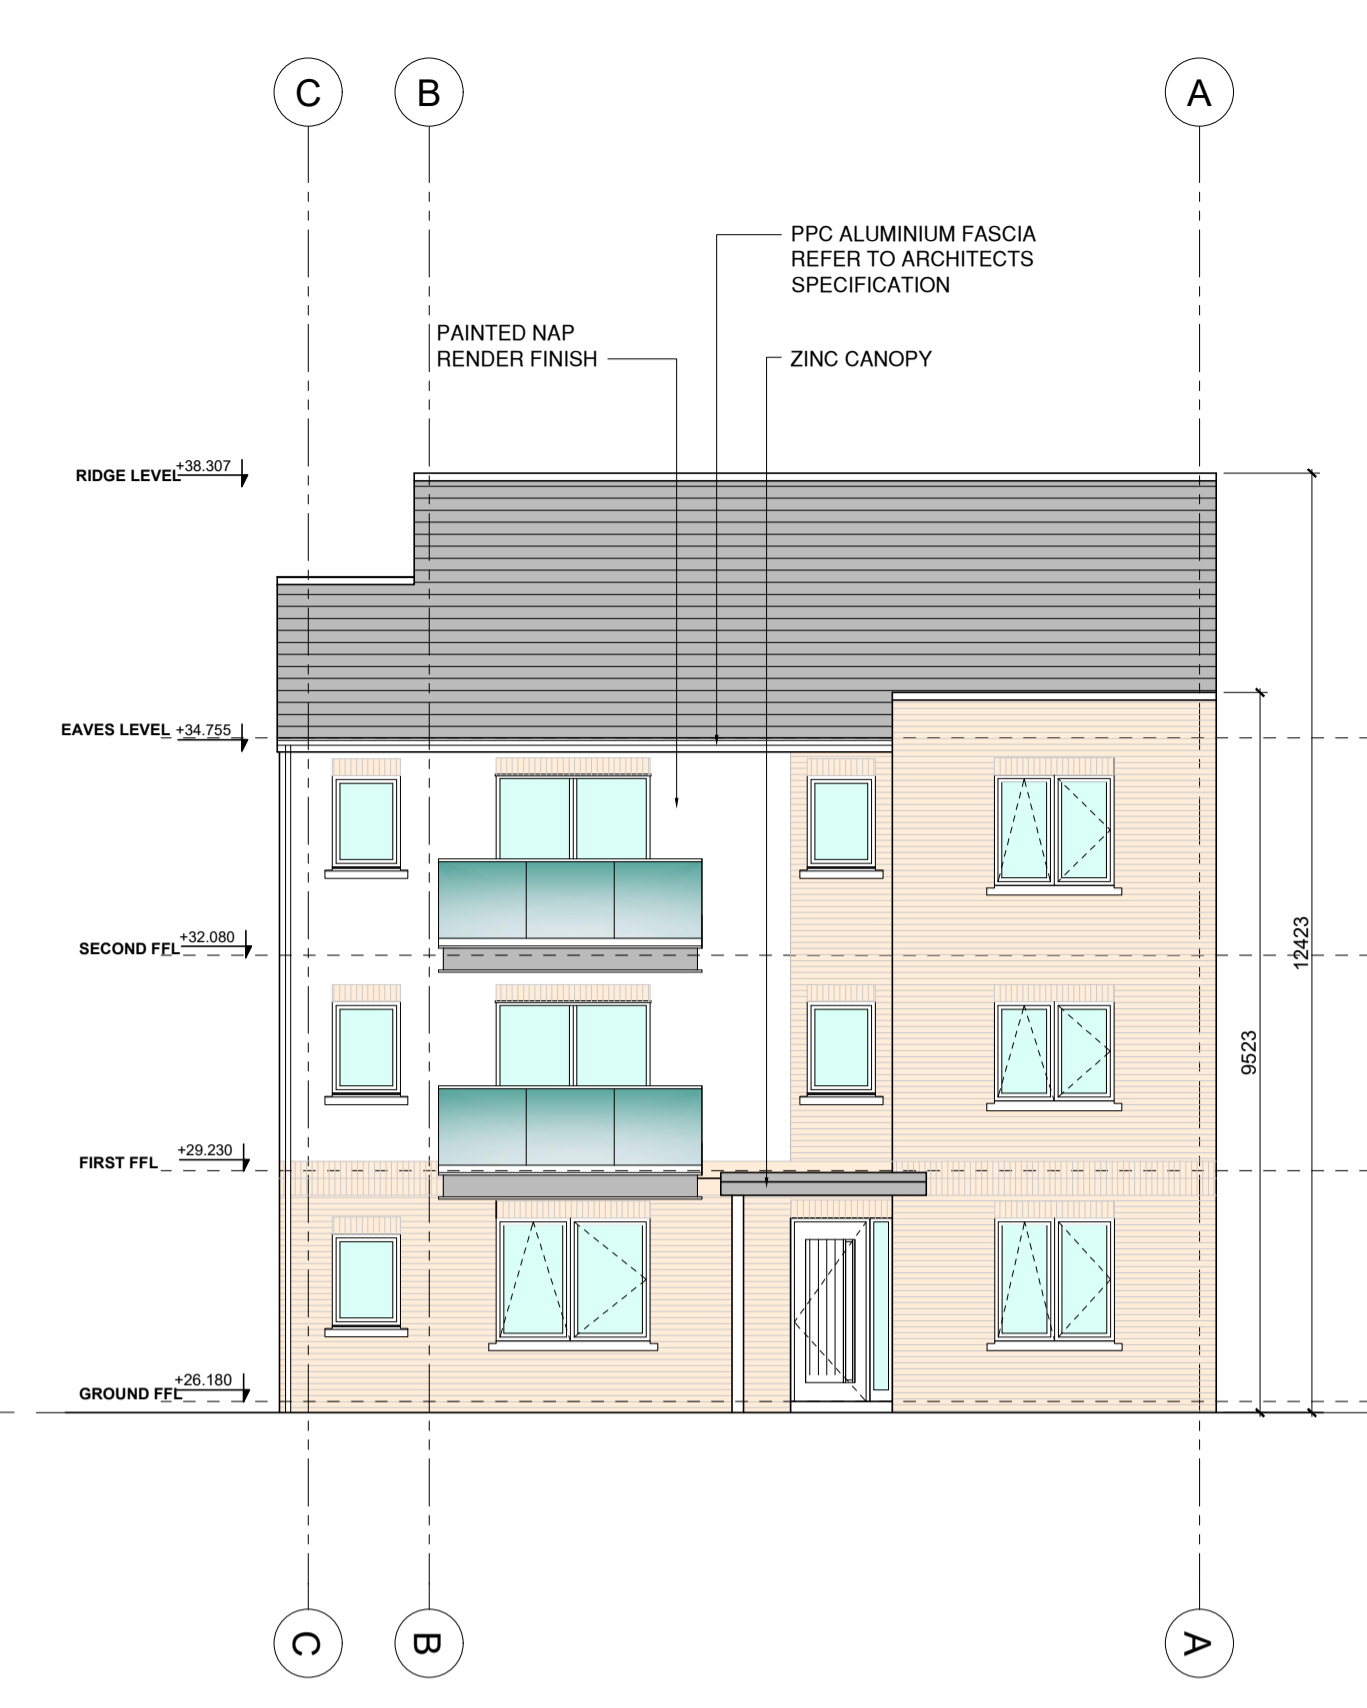 C
B
A
PPC ALUMINIUM FASCIA
REFER TO ARCHITECTS
SPECIFICATION
PAINTED NAP
RENDER FINISH
ZINC CANOPY
RIDGE LEVEL +38.307
EAVES LEVEL +34.755
SECOND FFL +32.080
12423
9523
FIRST FFL +29.230
GROUND FFL +26.180
C
B
A